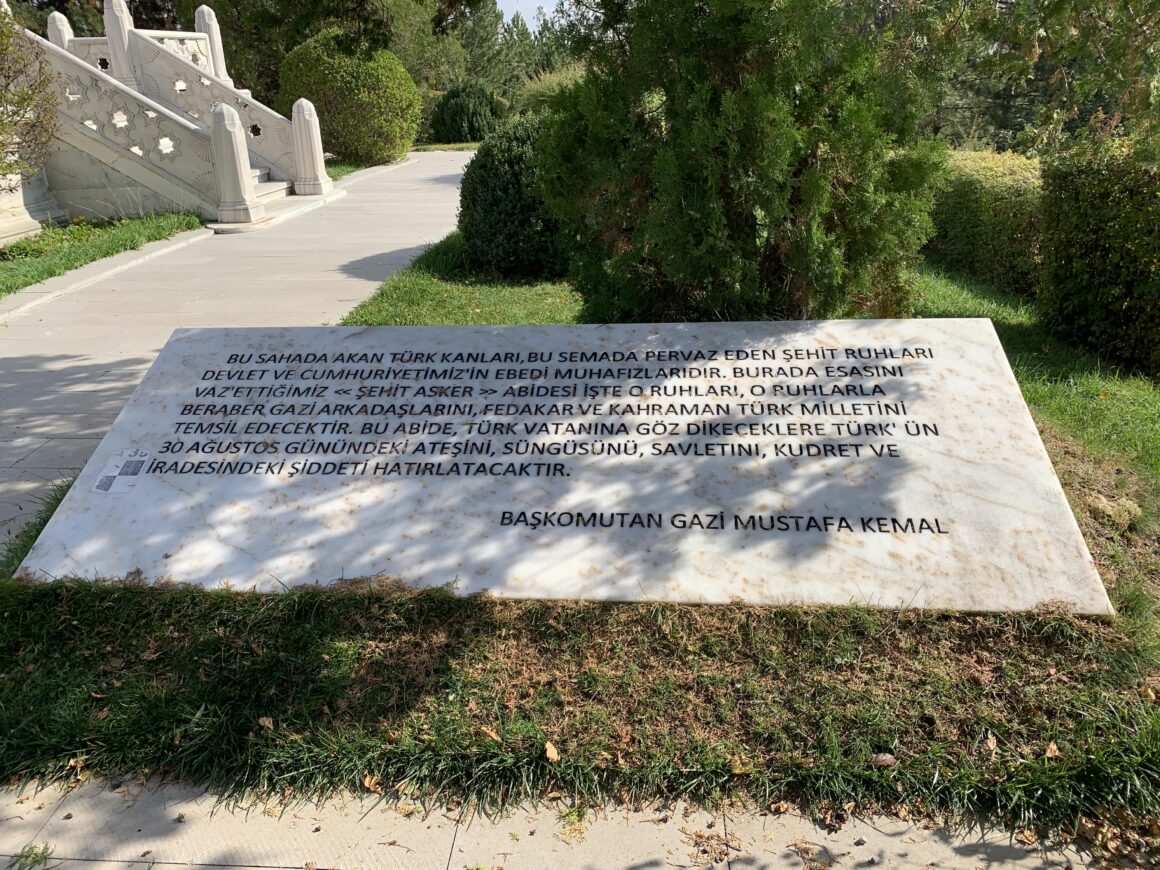 BU SAHADA AKAN TÜRK KANLARI, BU SEMADA PERVAZ EDEN ŞEHİT RUHLARI
DEVLET VE CUMHURİYETİMİZ'İN EBEDİ MUHAFIZLARIDIR. BURADA ESASINI
VAZ'ETTİĞİMİZ << ŞEHİT ASKER >> ABİDESİ İŞTE O RUHLARI, O RUHLARLA
BERABER GAZİ ARKADAŞLARINI, FEDAKAR VE KAHRAMAN TÜRK MİLLETİNİ
TEMSİL EDECEKTİR. BU ABİDE, TÜRK VATANINA GÖZ DİKEÇEKLERE TÜRK' ÜN
30 AĞUSTOS GÜNÜNDEKİ ATEŞİNİ, SÜNGÜSÜNÜ, SAVLETINI, KUDRET VE
İRADESİNDEKİ ŞİDDETİ HATIRLATACAKTIR.
BAŞKOMUTAN GAZİ MUSTAFA KEMAL